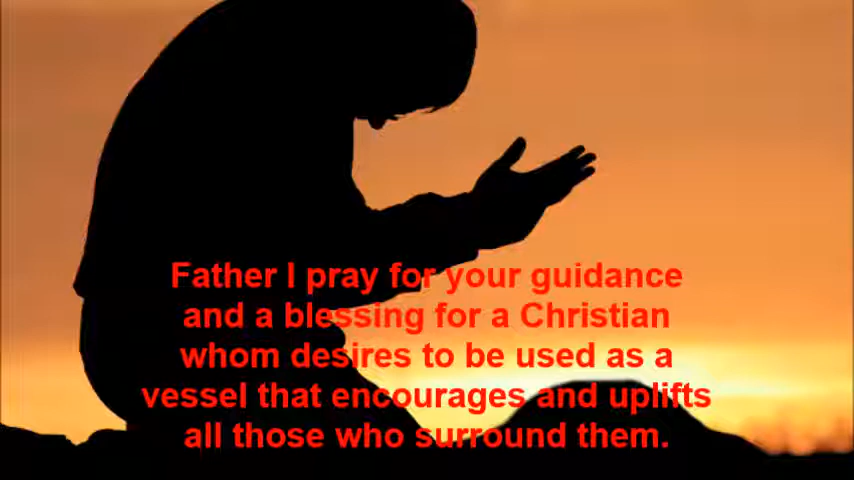 Father I pray for your guidance
and a blessing for a Christian
whom desires to be used as a
vessel that encourages and uplifts
all those who surround them.